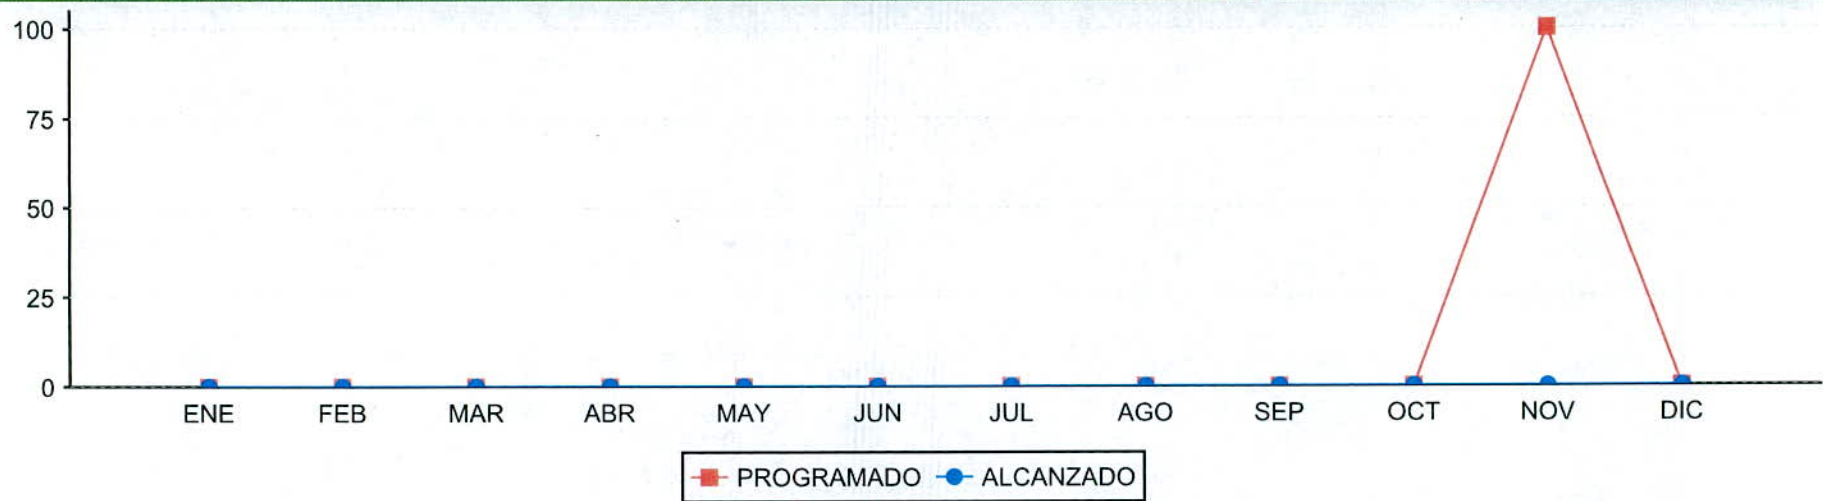 100
75
50
25
0
ENE FEB MAR ABR MAY JUN JUL AGO SEP OCT NOV DIC
PROGRAMADO ALCANZADO